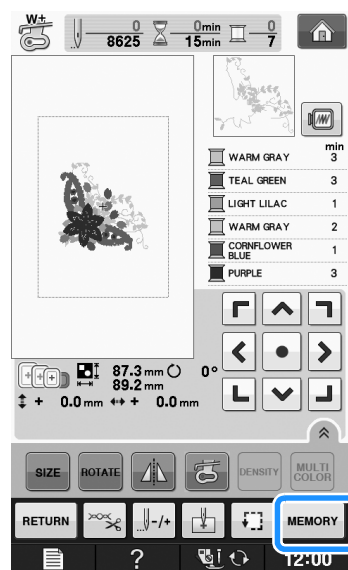 W+
0 0min 0
8625 15min 7
min
WARM GRAY 3
TEAL GREEN 3
LIGHT LILAC 1
WARM GRAY 2
CORNFLOWER
BLUE 1
PURPLE 3
87.3 mm 0°
89.2 mm
+ 0.0 mm + 0.0 mm
SIZE ROTATE DENSITY MULTI
COLOR
RETURN -/+ MEMORY
? 12:00